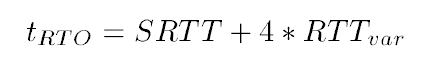 t_{RTO} = SRTT + 4 * RTT_{var}